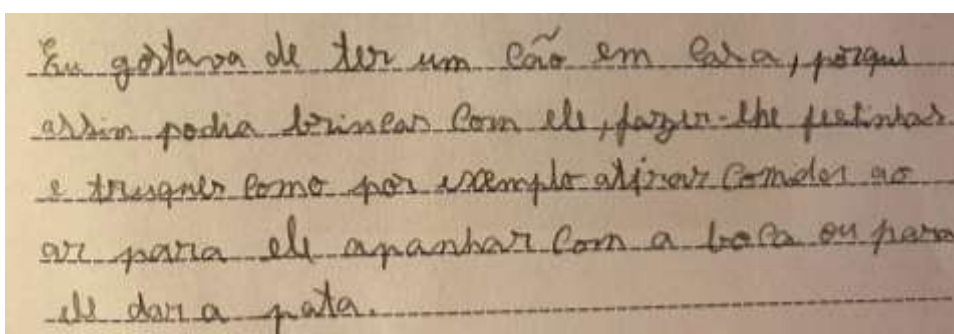 Eu gostava de ter um cão em casa, porque
assim podia brincar com ele, fazer-lhe festinhas
e truques como por exemplo atirar comida ao
ar para ele apanhar com a boca ou para
ele dar a pata.